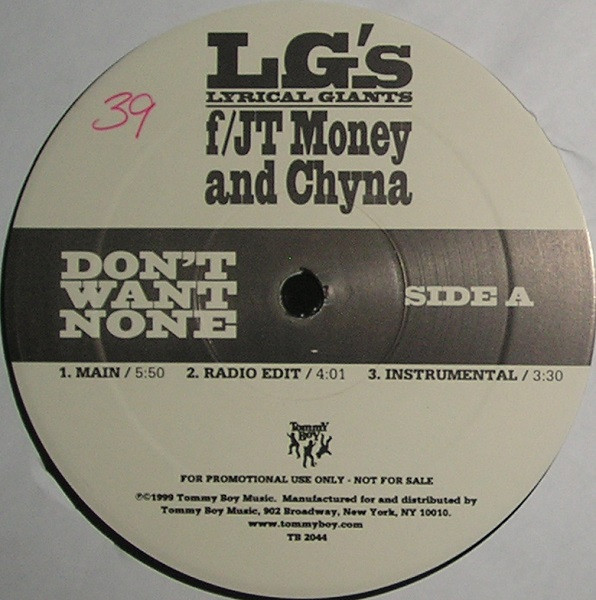 LG's
LYRICAL GIANTS
f/JT Money
and Chyna
39
DON'T
WANT
NONE
SIDE A
1. MAIN / 5:50 2. RADIO EDIT / 4:01 3. INSTRUMENTAL / 3:30
Tommy
Boy
FOR PROMOTIONAL USE ONLY - NOT FOR SALE
℗©1999 Tommy Boy Music. Manufactured for and distributed by
Tommy Boy Music, 902 Broadway, New York, NY 10010.
www.tommyboy.com
TB 2044